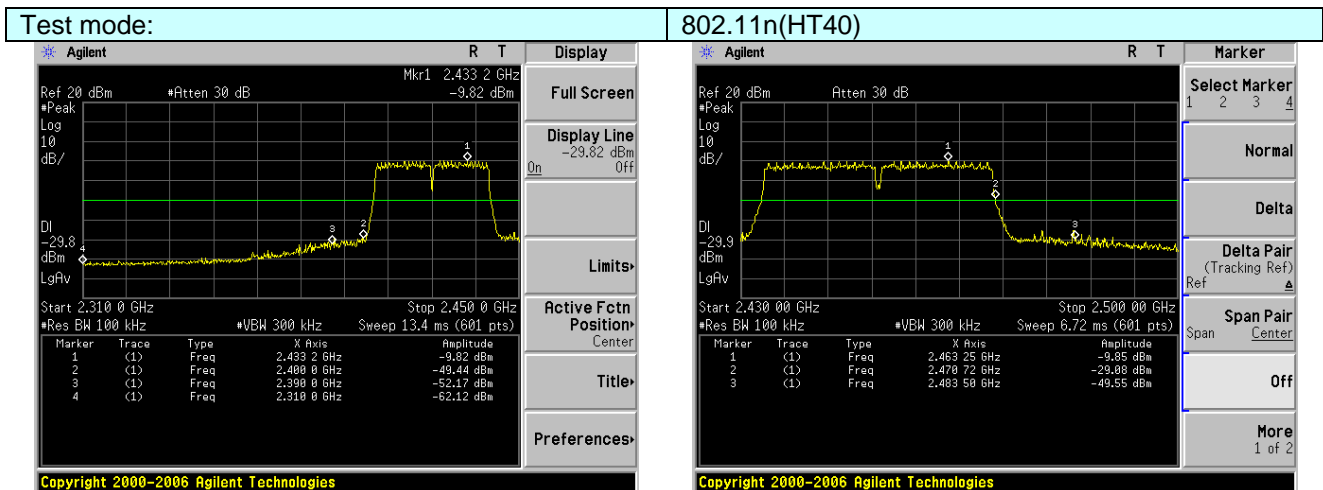 Test mode: 802.11n(HT40)
Agilent R T Display
Mkr1 2.433 2 GHz
Ref 20 dBm #Atten 30 dB -9.82 dBm
#Peak
Log
10
dB/
1
2
3
4
DI
-29.8
dBm
LgAv
Start 2.310 0 GHz Stop 2.450 0 GHz
#Res BW 100 kHz #VBW 300 kHz Sweep 13.4 ms (601 pts)
Marker Trace Type X Axis Amplitude
1 (1) Freq 2.433 2 GHz -9.82 dBm
2 (1) Freq 2.400 0 GHz -49.44 dBm
3 (1) Freq 2.390 0 GHz -52.17 dBm
4 (1) Freq 2.310 0 GHz -62.12 dBm
Full Screen
Display Line
-29.82 dBm
On Off
Limits
Active Fctn
Position
Center
Title
Preferences
Copyright 2000-2006 Agilent Technologies
Agilent R T Marker
Ref 20 dBm Atten 30 dB
#Peak
Log
10
dB/
1
2
3
DI
-29.9
dBm
LgAv
Start 2.430 00 GHz Stop 2.500 00 GHz
#Res BW 100 kHz #VBW 300 kHz Sweep 6.72 ms (601 pts)
Marker Trace Type X Axis Amplitude
1 (1) Freq 2.463 25 GHz -9.85 dBm
2 (1) Freq 2.470 72 GHz -29.08 dBm
3 (1) Freq 2.483 50 GHz -49.55 dBm
Select Marker
1 2 3 4
Normal
Delta
Delta Pair
(Tracking Ref)
Ref Δ
Span Pair
Span Center
Off
More
1 of 2
Copyright 2000-2006 Agilent Technologies